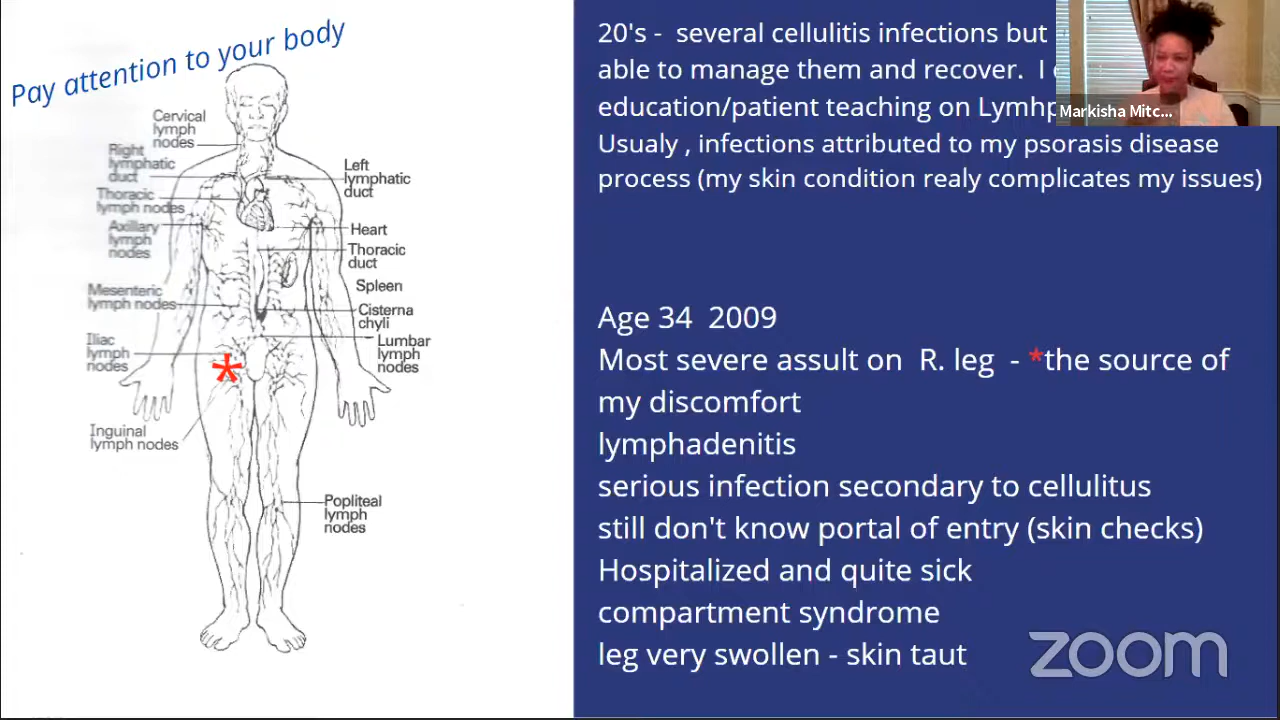 Pay attention to your body
Cervical
lymph
nodes
Right
lymphatic
duct
Thoracic
lymph nodes
Axillary
lymph
nodes
Mesenteric
lymph nodes
Iliac
lymph
nodes
Inguinal
lymph nodes
Left
lymphatic
duct
Heart
Thoracic
duct
Spleen
Cisterna
chyli
Lumbar
lymph
nodes
Popliteal
lymph
nodes
*
20's - several cellulitis infections but
able to manage them and recover. I
education/patient teaching on
Usualy , infections attributed to my psorasis disease
process (my skin condition realy complicates my issues)
Age 34 2009
Most severe assult on R. leg - *the source of
my discomfort
lymphadenitis
serious infection secondary to cellulitus
still don't know portal of entry (skin checks)
Hospitalized and quite sick
compartment syndrome
leg very swollen - skin taut
Markisha Mitc...
zoom